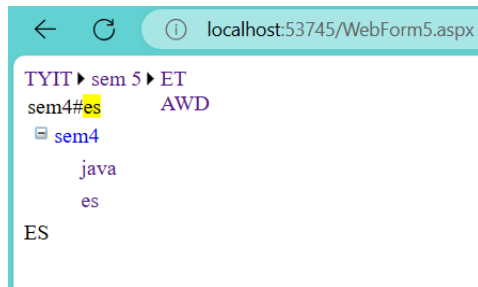 localhost:53745/WebForm5.aspx
TYIT sem 5 ET
sem4#es AWD
sem4
java
es
ES